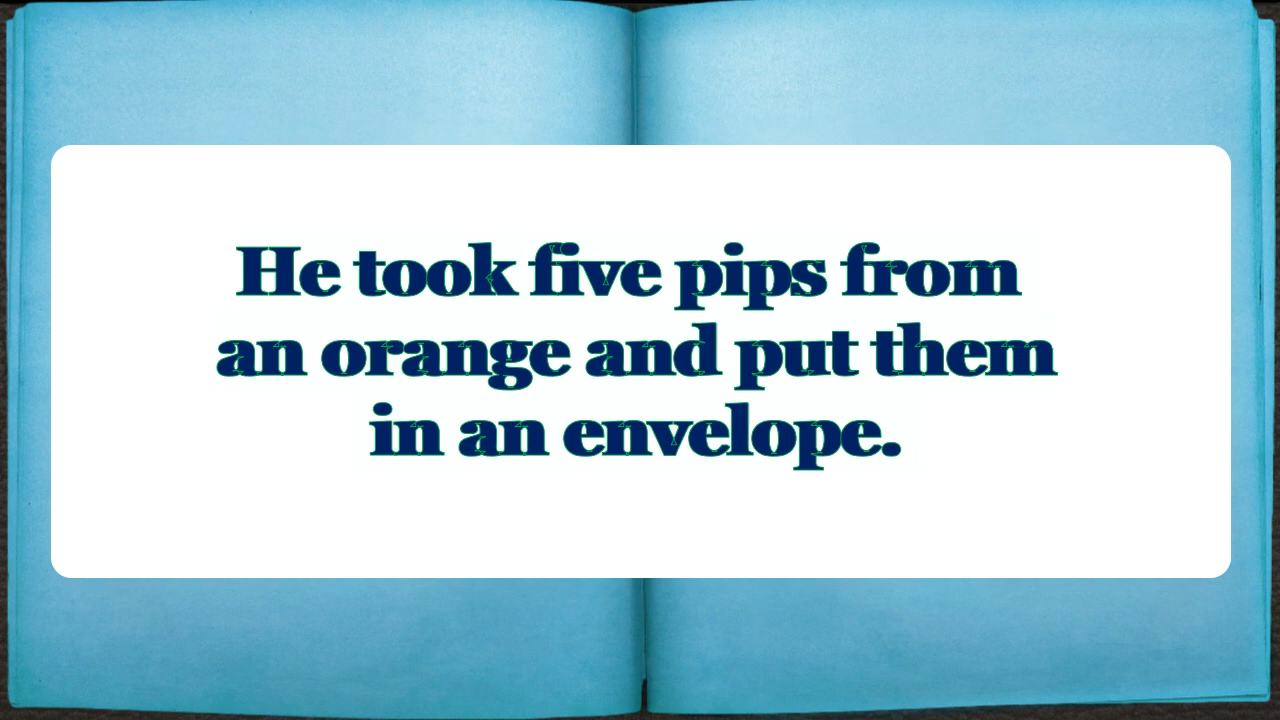 He took five pips from
an orange and put them
in an envelope.